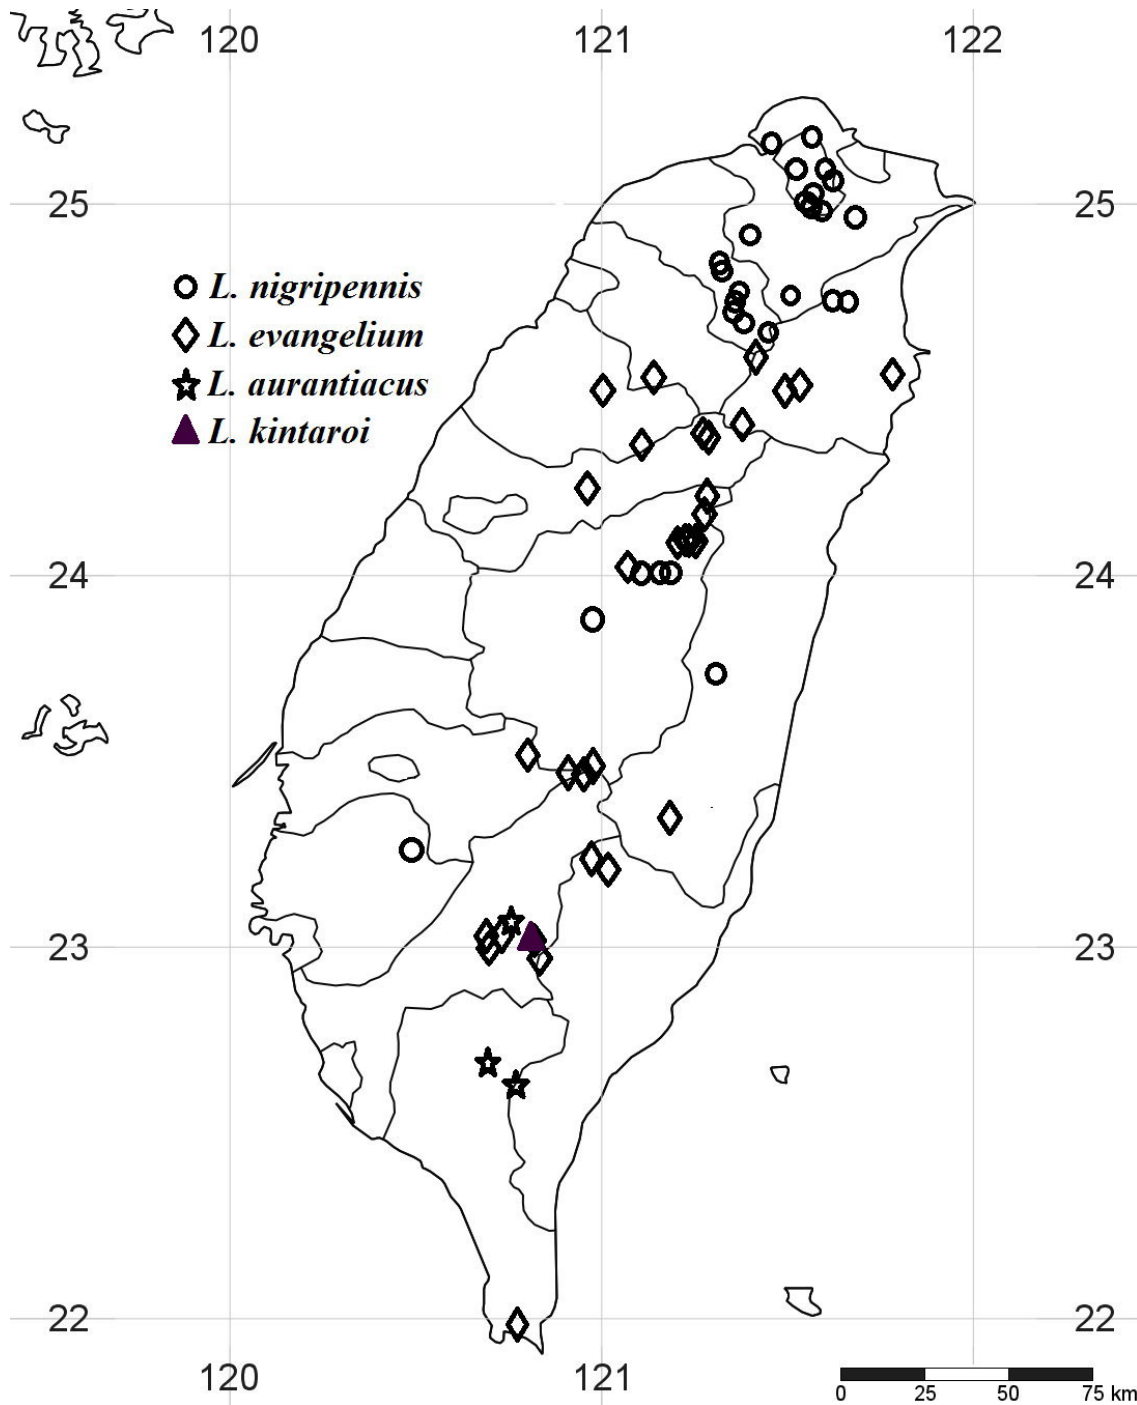 120 121 122
25 25
L. nigripennis
L. evangelium
L. aurantiacus
L. kintaroi
24 24
23 23
22 22
120 121
0 25 50 75 km